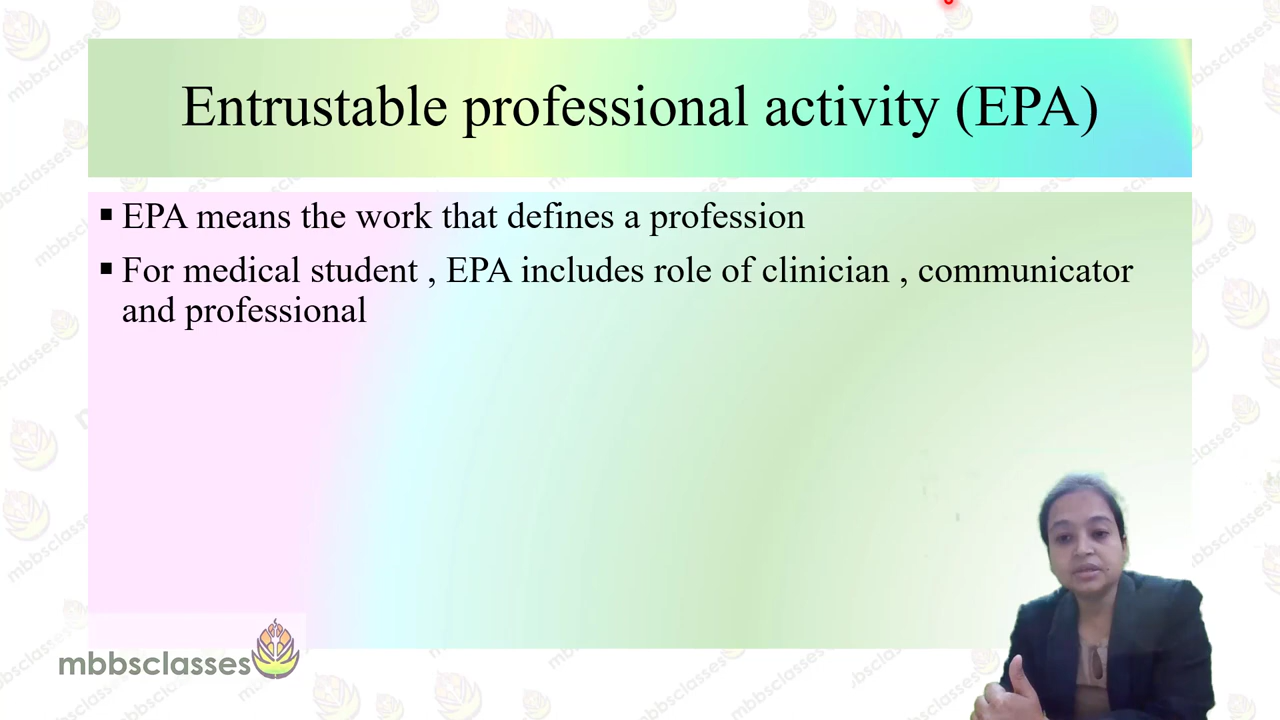 Entrustable professional activity (EPA)
▪ EPA means the work that defines a profession
▪ For medical student , EPA includes role of clinician , communicator
and professional
mbbsclasses